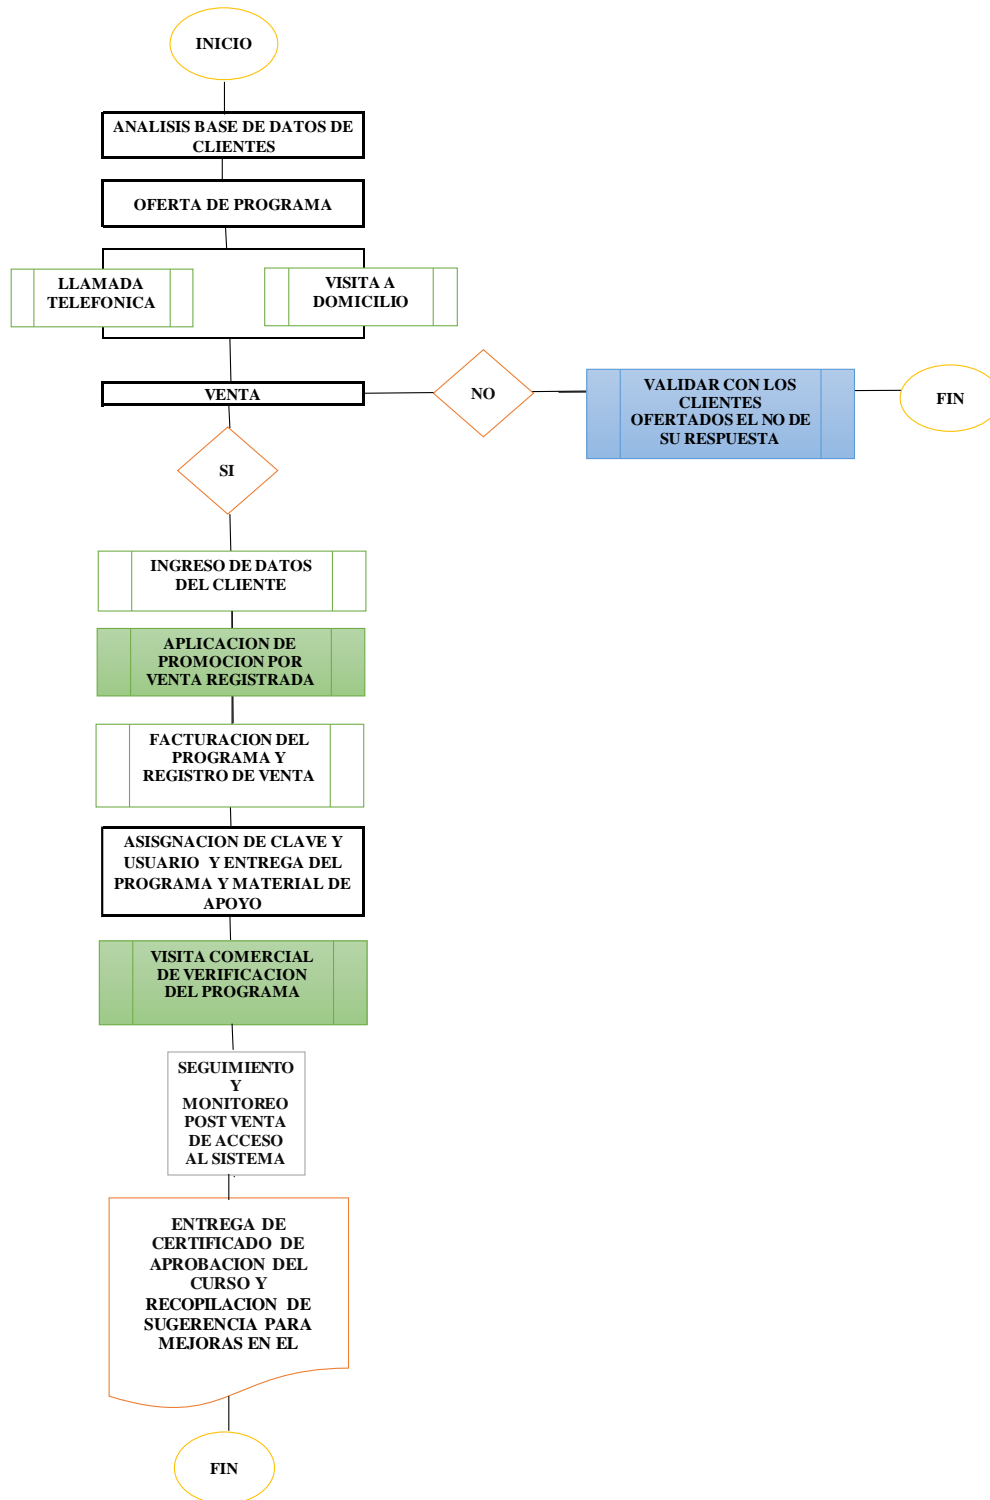 INICIO
ANALISIS BASE DE DATOS DE
CLIENTES
OFERTA DE PROGRAMA
LLAMADA
TELEFONICA
VISITA A
DOMICILIO
VENTA
NO
VALIDAR CON LOS
CLIENTES
OFERTADOS EL NO DE
SU RESPUESTA
FIN
SI
INGRESO DE DATOS
DEL CLIENTE
APLICACION DE
PROMOCION POR
VENTA REGISTRADA
FACTURACION DEL
PROGRAMA Y
REGISTRO DE VENTA
ASISGNACION DE CLAVE Y
USUARIO Y ENTREGA DEL
PROGRAMA Y MATERIAL DE
APOYO
VISITA COMERCIAL
DE VERIFICACION
DEL PROGRAMA
SEGUIMIENTO
Y
MONITOREO
POST VENTA
DE ACCESO
AL SISTEMA
ENTREGA DE
CERTIFICADO DE
APROBACION DEL
CURSO Y
RECOPILACION DE
SUGERENCIA PARA
MEJORAS EN EL
FIN